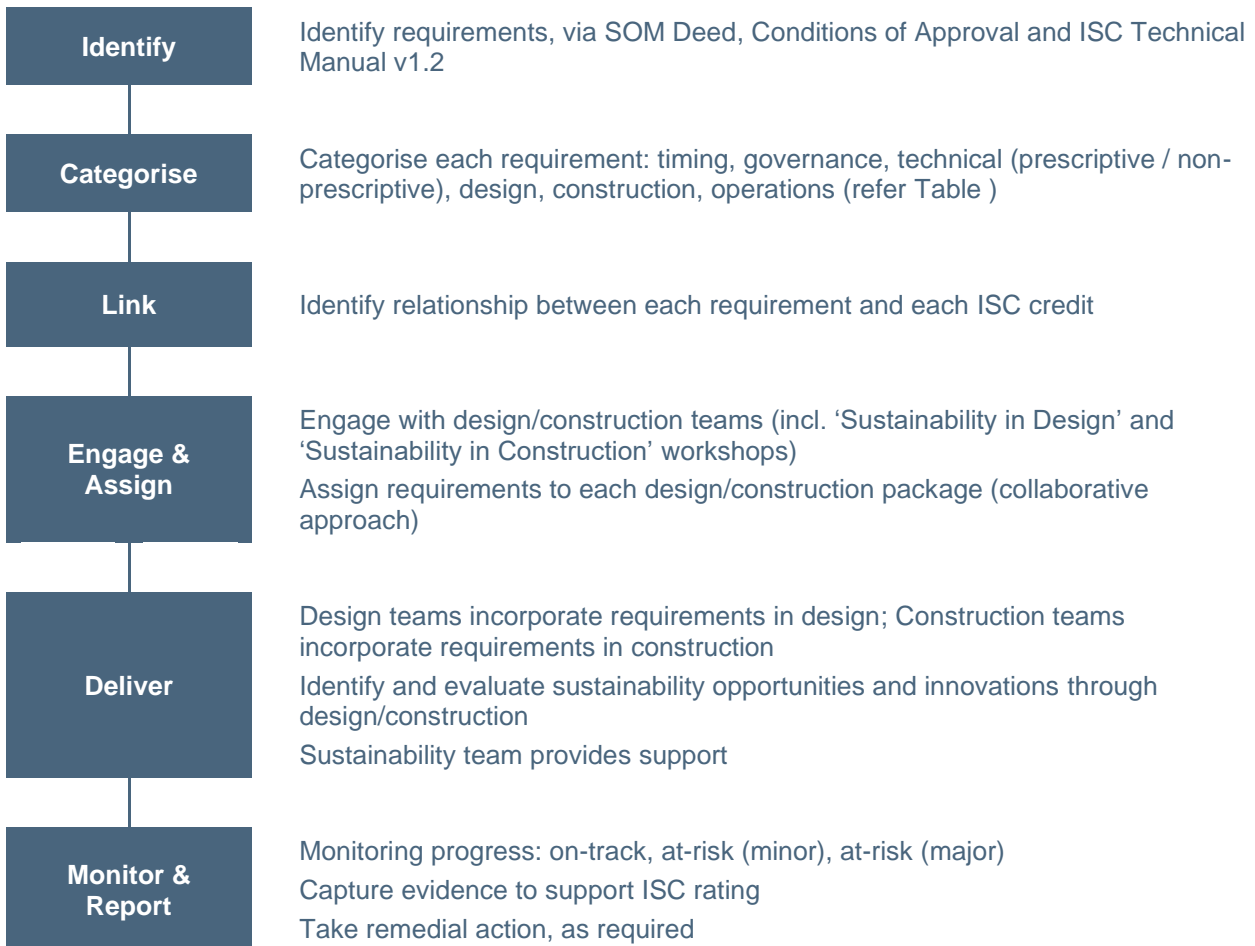 Identify
Identify requirements, via SOM Deed, Conditions of Approval and ISC Technical
Manual v1.2
Categorise
Categorise each requirement: timing, governance, technical (prescriptive / non-
prescriptive), design, construction, operations (refer Table )
Link
Identify relationship between each requirement and each ISC credit
Engage &
Assign
Engage with design/construction teams (incl. ‘Sustainability in Design’ and
‘Sustainability in Construction’ workshops)
Assign requirements to each design/construction package (collaborative
approach)
Deliver
Design teams incorporate requirements in design; Construction teams
incorporate requirements in construction
Identify and evaluate sustainability opportunities and innovations through
design/construction
Sustainability team provides support
Monitor &
Report
Monitoring progress: on-track, at-risk (minor), at-risk (major)
Capture evidence to support ISC rating
Take remedial action, as required